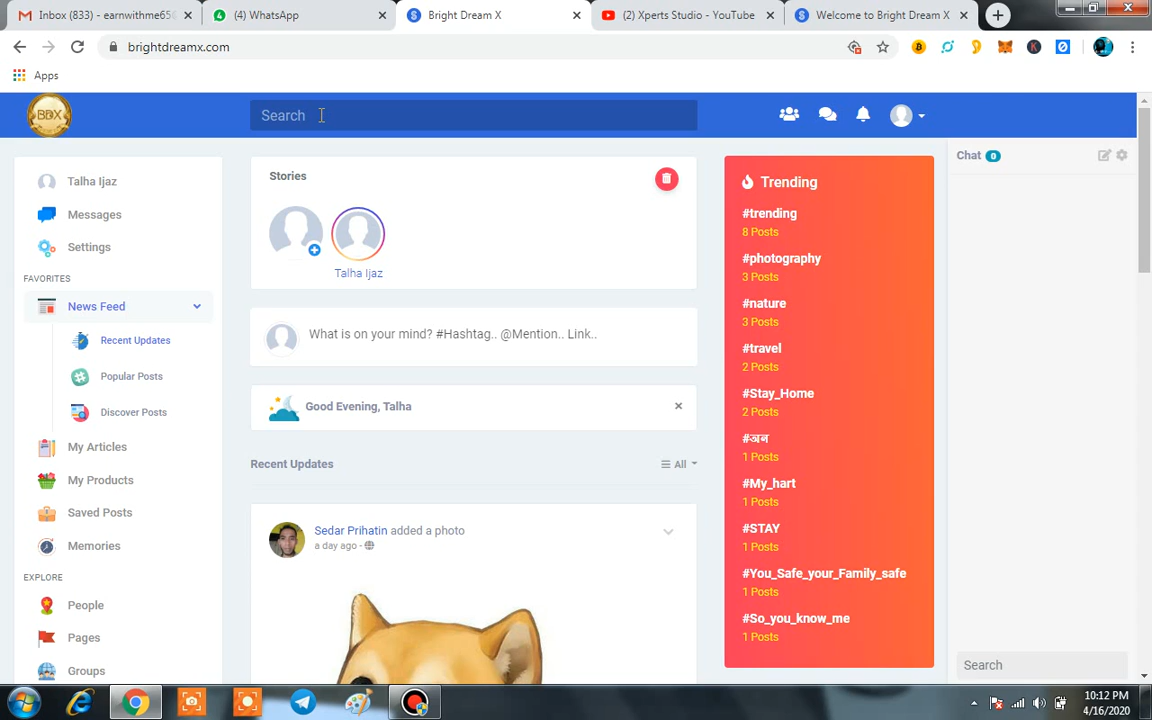 Inbox (833) - earnwithme656
(4) WhatsApp
Bright Dream X
(2) Xperts Studio - YouTube
Welcome to Bright Dream X
brightdreamx.com
Apps
BDX
Search
Talha Ijaz
Messages
Settings
FAVORITES
News Feed
Recent Updates
Popular Posts
Discover Posts
My Articles
My Products
Saved Posts
Memories
EXPLORE
People
Pages
Groups
Stories
Talha Ijaz
What is on your mind? #Hashtag.. @Mention.. Link..
Good Evening, Talha
Recent Updates
All
Sedar Prihatin added a photo
a day ago -
Trending
#trending
8 Posts
#photography
3 Posts
#nature
3 Posts
#travel
2 Posts
#Stay_Home
2 Posts
1 Posts
#My_hart
1 Posts
#STAY
1 Posts
#You_Safe_your_Family_safe
1 Posts
#So_you_know_me
1 Posts
Chat 0
Search
10:12 PM
4/16/2020